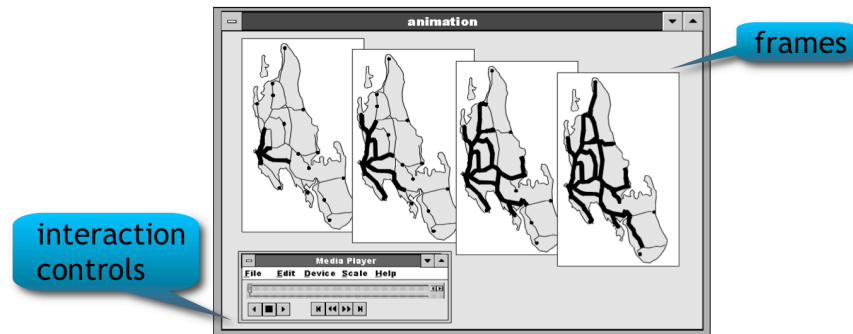 animation
frames
interaction
controls
Media Player
File Edit Device Scale Help